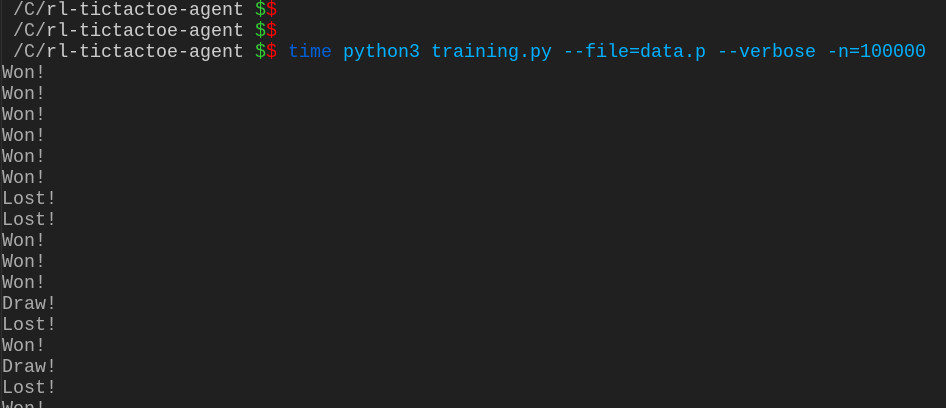 /C/rl-tictactoe-agent $$
/C/rl-tictactoe-agent $$
/C/rl-tictactoe-agent $$ time python3 training.py --file=data.p --verbose -n=100000
Won!
Won!
Won!
Won!
Won!
Won!
Lost!
Lost!
Won!
Won!
Won!
Draw!
Lost!
Won!
Draw!
Lost!
Won!